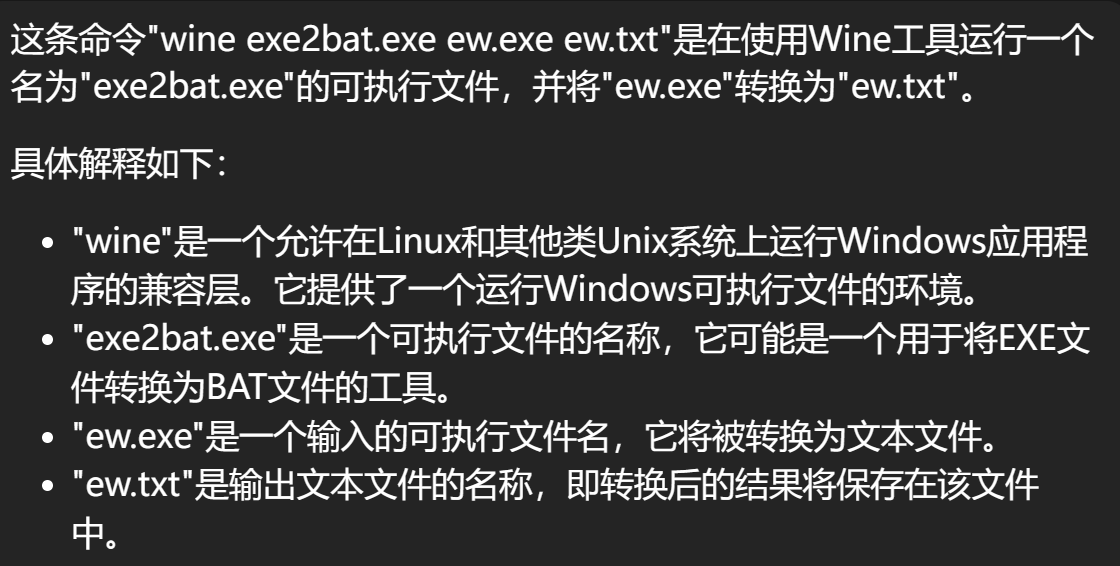 这条命令"wine exe2bat.exe ew.exe ew.txt"是在使用Wine工具运行一个
名为"exe2bat.exe"的可执行文件，并将"ew.exe"转换为"ew.txt"。
具体解释如下：
• "wine"是一个允许在Linux和其他类Unix系统上运行Windows应用程
序的兼容层。它提供了一个运行Windows可执行文件的环境。
• "exe2bat.exe"是一个可执行文件的名称，它可能是一个用于将EXE文
件转换为BAT文件的工具。
• "ew.exe"是一个输入的可执行文件名，它将被转换为文本文件。
• "ew.txt"是输出文本文件的名称，即转换后的结果将保存在该文件
中。